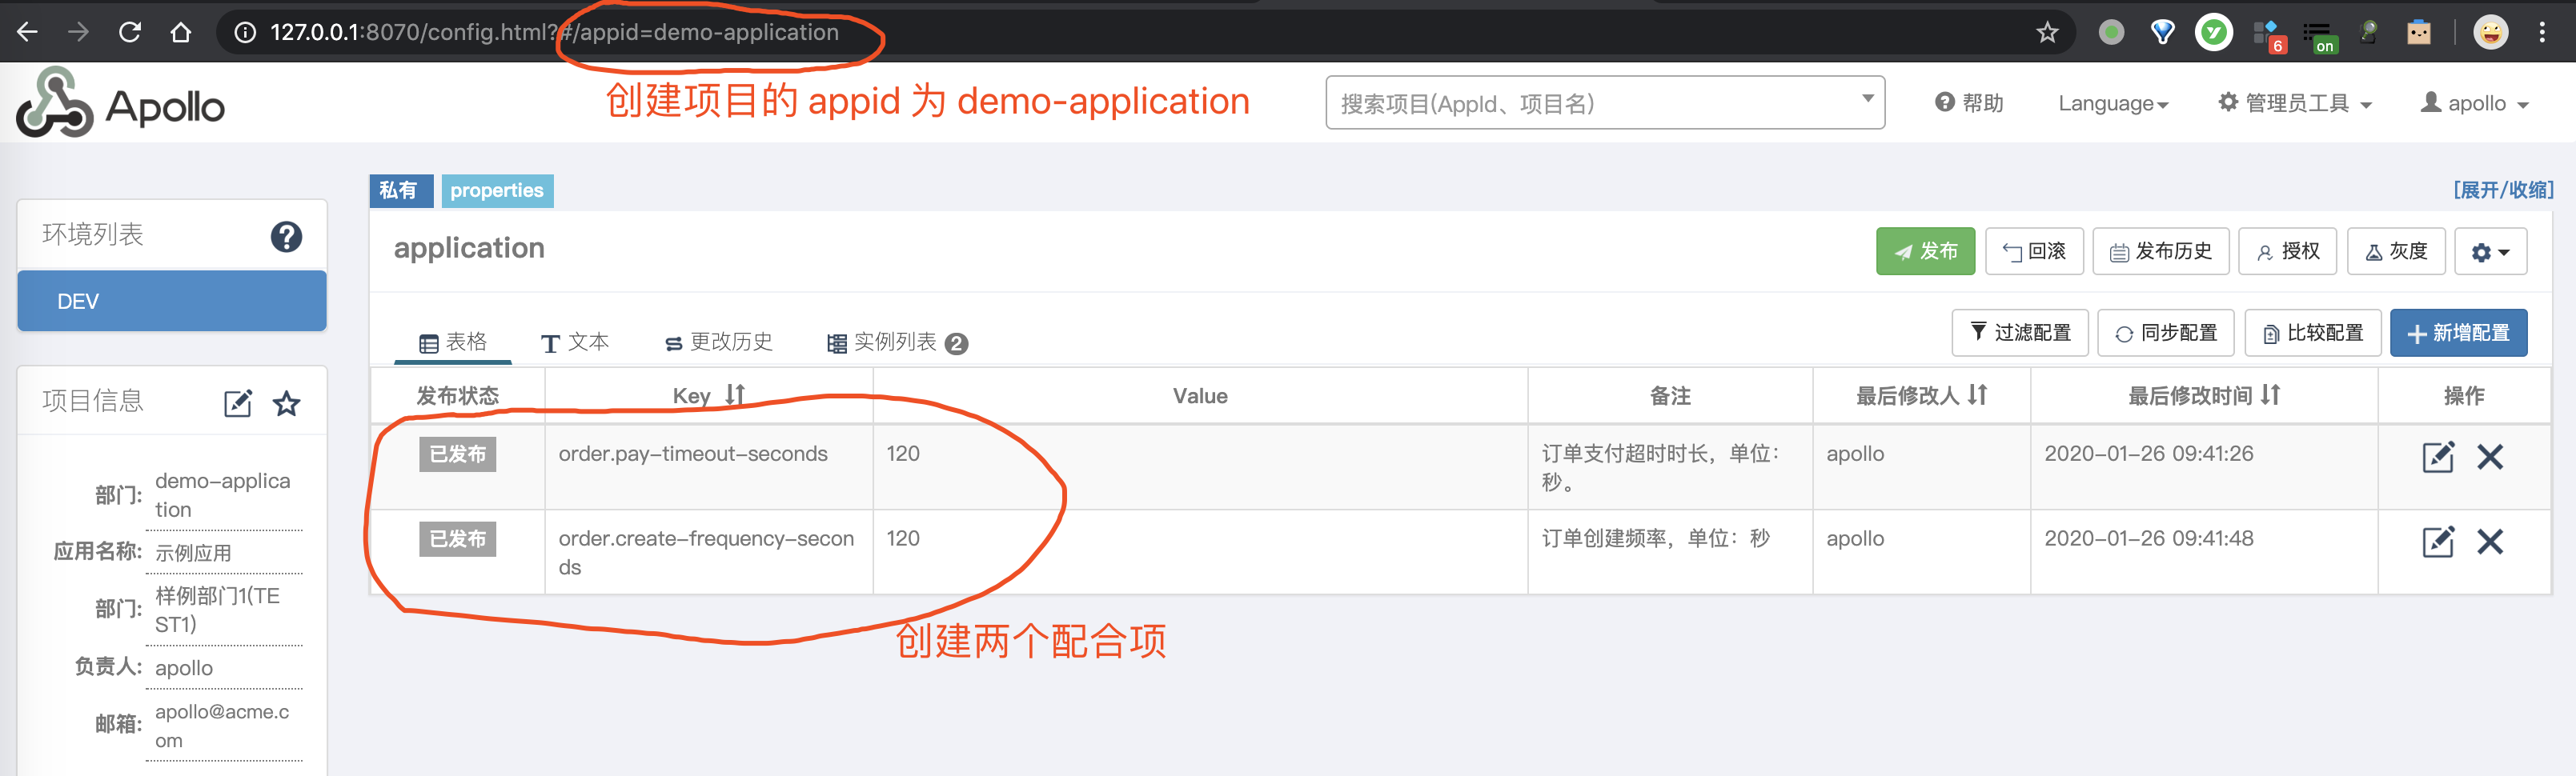 127.0.0.1:8070/config.html?#/appid=demo-application
6
on
Apollo
创建项目的 appid 为 demo-application
搜索项目(AppId、项目名)
帮助
Language
管理员工具
apollo
私有
properties
[展开/收缩]
环境列表
DEV
application
发布
回滚
发布历史
授权
灰度
表格
文本
更改历史
实例列表 2
过滤配置
同步配置
比较配置
新增配置
发布状态
Key
Value
备注
最后修改人
最后修改时间
操作
已发布
order.pay-timeout-seconds
120
订单支付超时时长，单位：
秒。
apollo
2020-01-26 09:41:26
已发布
order.create-frequency-secon
ds
120
订单创建频率，单位：秒
apollo
2020-01-26 09:41:48
创建两个配合项
项目信息
部门:
demo-applica
tion
应用名称:
示例应用
部门:
样例部门1(TE
ST1)
负责人:
apollo
邮箱:
apollo@acme.c
om